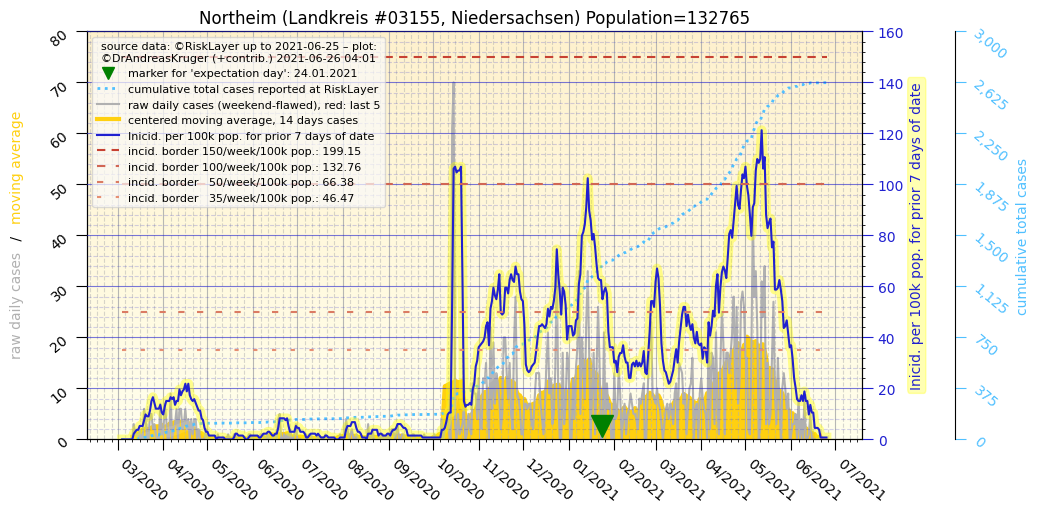 Northeim (Landkreis #03155, Niedersachsen) Population=132765
source data: ©RiskLayer up to 2021-06-25 – plot:
©DrAndreasKruger (+contrib.) 2021-06-26 04:01
marker for 'expectation day': 24.01.2021
cumulative total cases reported at RiskLayer
raw daily cases (weekend-flawed), red: last 5
centered moving average, 14 days cases
Inicid. per 100k pop. for prior 7 days of date
incid. border 150/week/100k pop.: 199.15
incid. border 100/week/100k pop.: 132.76
incid. border   50/week/100k pop.: 66.38
incid. border   35/week/100k pop.: 46.47
raw daily cases   /   moving average
80
70
60
50
40
30
20
10
0
03/2020
04/2020
05/2020
06/2020
07/2020
08/2020
09/2020
10/2020
11/2020
12/2020
01/2021
02/2021
03/2021
04/2021
05/2021
06/2021
07/2021
160
140
120
100
80
60
40
20
0
Inicid. per 100k pop. for prior 7 days of date
3,000
2,625
2,250
1,875
1,500
1,125
750
375
0
cumulative total cases